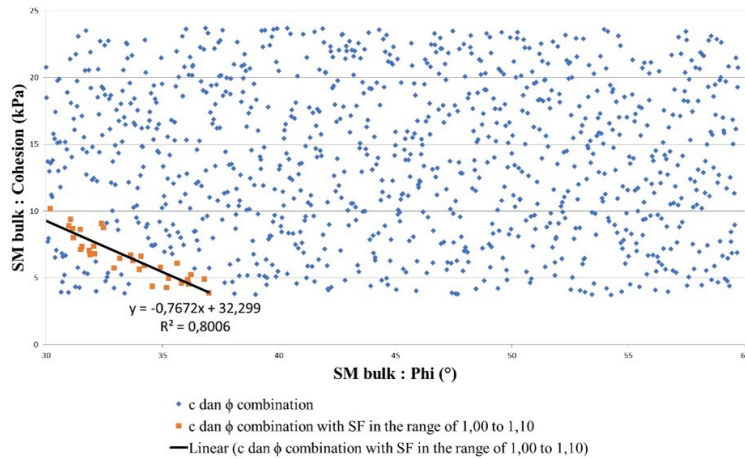 SM bulk : Cohesion (kPa)
25
20
15
10
5
0
y = -0,7672x + 32,299
R² = 0,8006
30 35 40 45 50 55
SM bulk : Phi (°)
c dan ϕ combination
c dan ϕ combination with SF in the range of 1,00 to 1,10
Linear (c dan ϕ combination with SF in the range of 1,00 to 1,10)